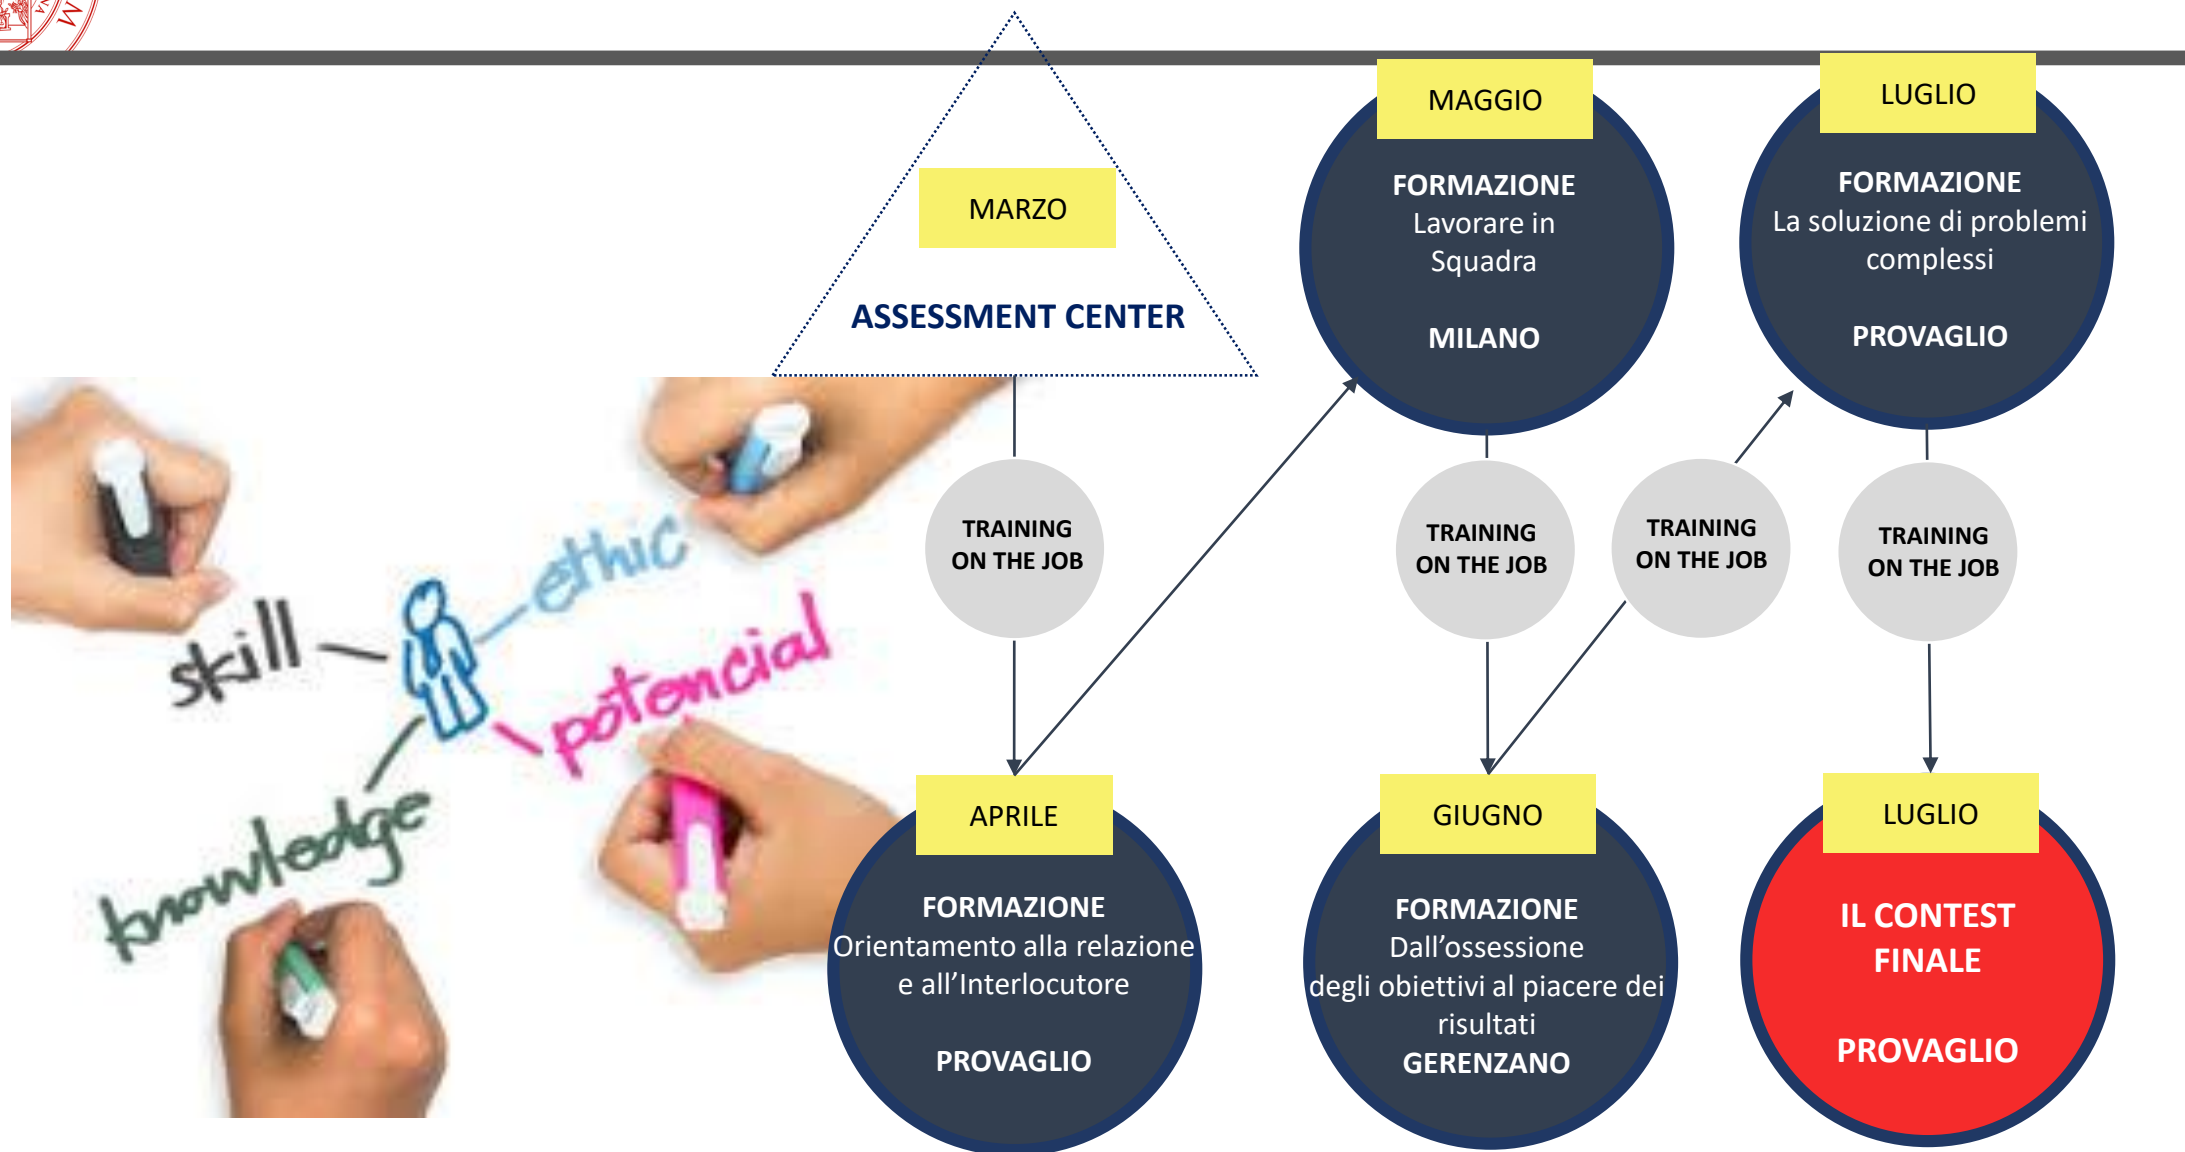 MARZO
ASSESSMENT CENTER
TRAINING
ON THE JOB
APRILE
FORMAZIONE
Orientamento alla relazione
e all’Interlocutore
PROVAGLIO
MAGGIO
FORMAZIONE
Lavorare in
Squadra
MILANO
TRAINING
ON THE JOB
GIUGNO
FORMAZIONE
Dall’ossessione
degli obiettivi al piacere dei
risultati
GERENZANO
TRAINING
ON THE JOB
LUGLIO
FORMAZIONE
La soluzione di problemi
complessi
PROVAGLIO
TRAINING
ON THE JOB
LUGLIO
IL CONTEST
FINALE
PROVAGLIO
skill
ethic
potencial
knowledge